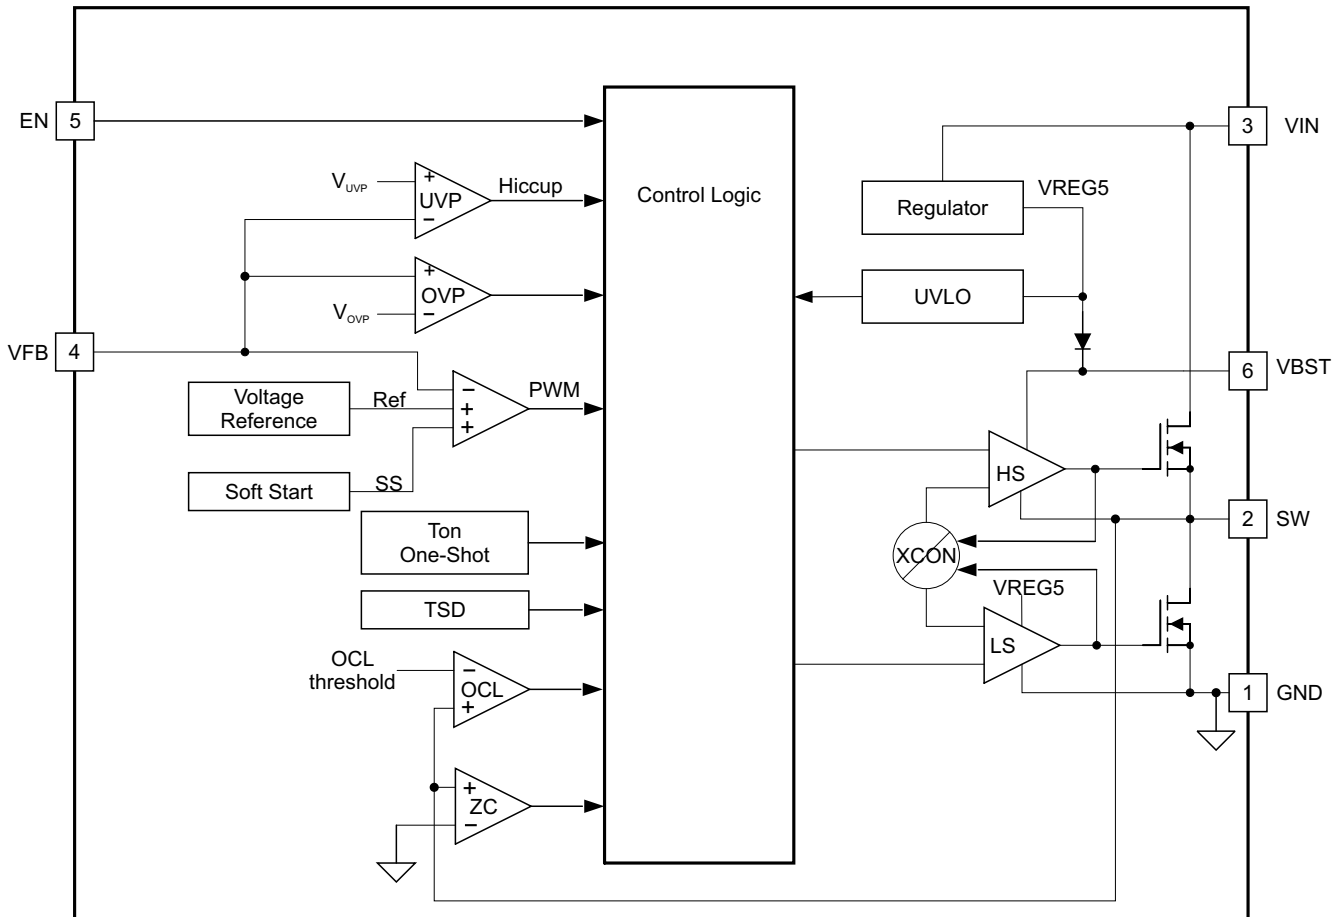 EN 5
3 VIN
V_UVP + UVP − Hiccup
Control Logic
VREG5
Regulator
+ OVP −
V_OVP
UVLO
VFB 4
6 VBST
Voltage
Reference
Ref
− + +
PWM
Soft Start
SS
HS
2 SW
Ton
One-Shot
XCON
VREG5
TSD
LS
OCL
threshold
− OCL +
1 GND
+ ZC −